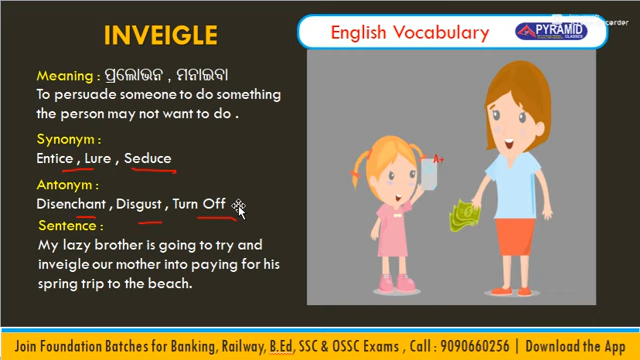 INVEIGLE
English Vocabulary
PYRAMID
CLASSES
Meaning : ପ୍ରଲୋଭନ , ମନାଇବା
To persuade someone to do something
the person may not want to do .
Synonym :
Entice , Lure , Seduce
Antonym :
Disenchant , Disgust , Turn Off
Sentence :
My lazy brother is going to try and
inveigle our mother into paying for his
spring trip to the beach.
A+
Join Foundation Batches for Banking, Railway, B.Ed, SSC & OSSC Exams , Call : 9090660256 | Download the App